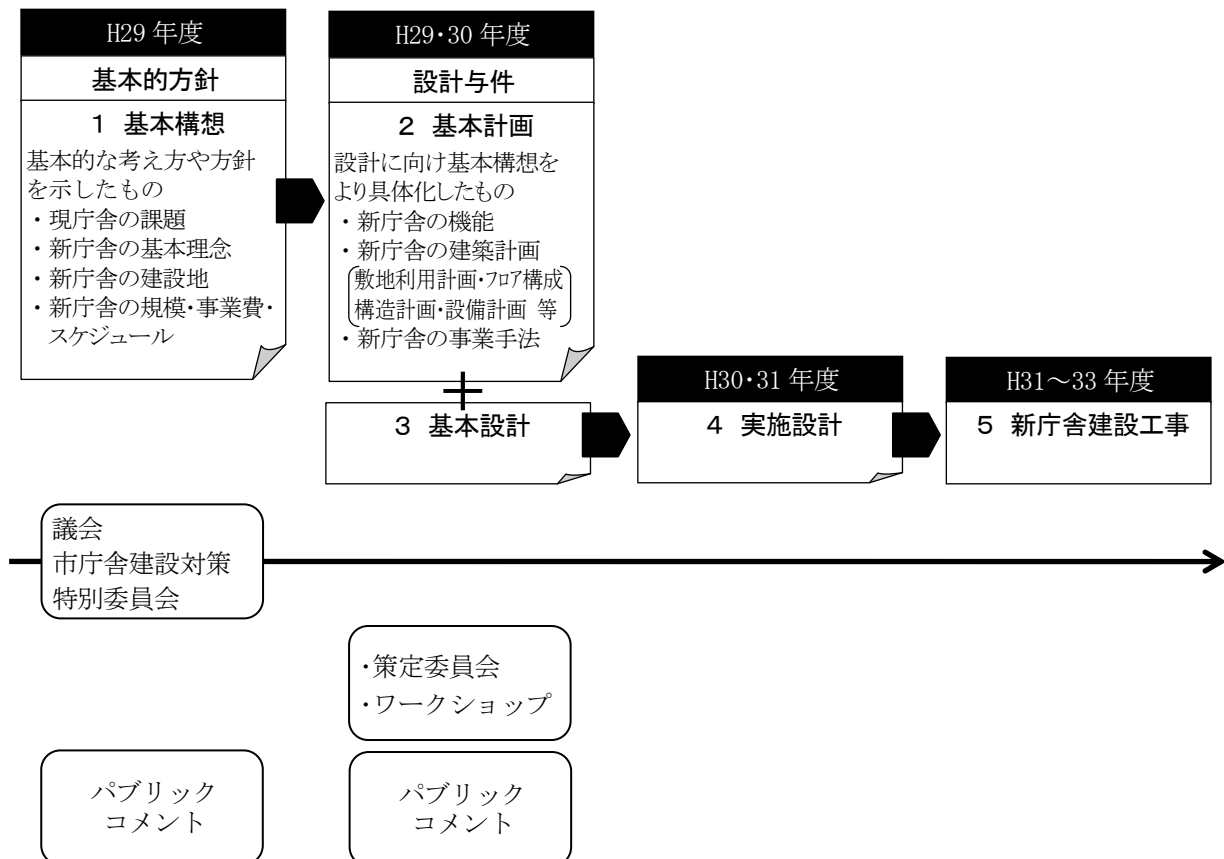 H29 年度
基本的方針
1 基本構想
基本的な考え方や方針
を示したもの
・現庁舎の課題
・新庁舎の基本理念
・新庁舎の建設地
・新庁舎の規模・事業費・
スケジュール
H29・30 年度
設計与件
2 基本計画
設計に向け基本構想を
より具体化したもの
・新庁舎の機能
・新庁舎の建築計画
敷地利用計画・フロア構成
構造計画・設備計画 等
・新庁舎の事業手法
+
3 基本設計
H30・31 年度
4 実施設計
H31~33 年度
5 新庁舎建設工事
議会
市庁舎建設対策
特別委員会
・策定委員会
・ワークショップ
パブリック
コメント
パブリック
コメント